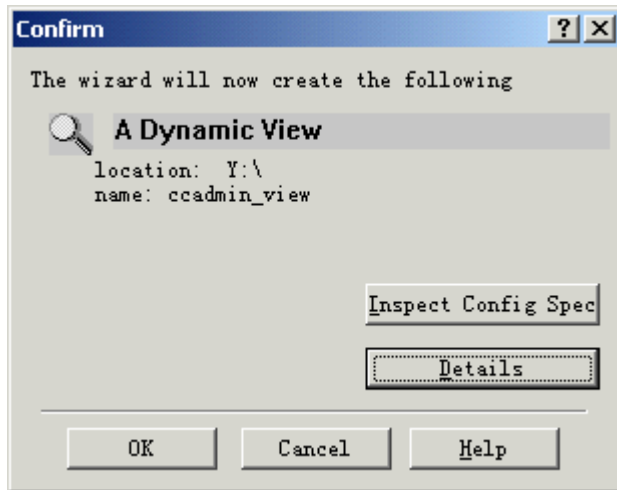 Confirm
The wizard will now create the following
A Dynamic View
location: Y:\
name: ccadmin_view
Inspect Config Spec
Details
OK Cancel Help